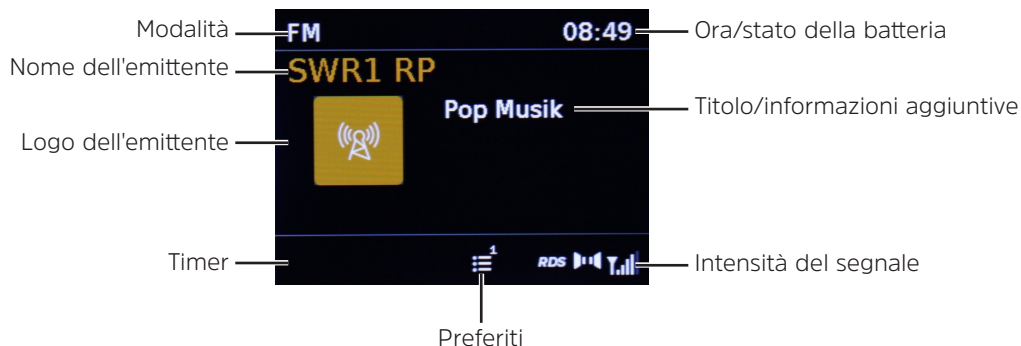 Modalità
FM
08:49
Ora/stato della batteria
Nome dell'emittente
SWR1 RP
Pop Musik
Titolo/informazioni aggiuntive
Logo dell'emittente
Timer
1
RDS
Intensità del segnale
Preferiti